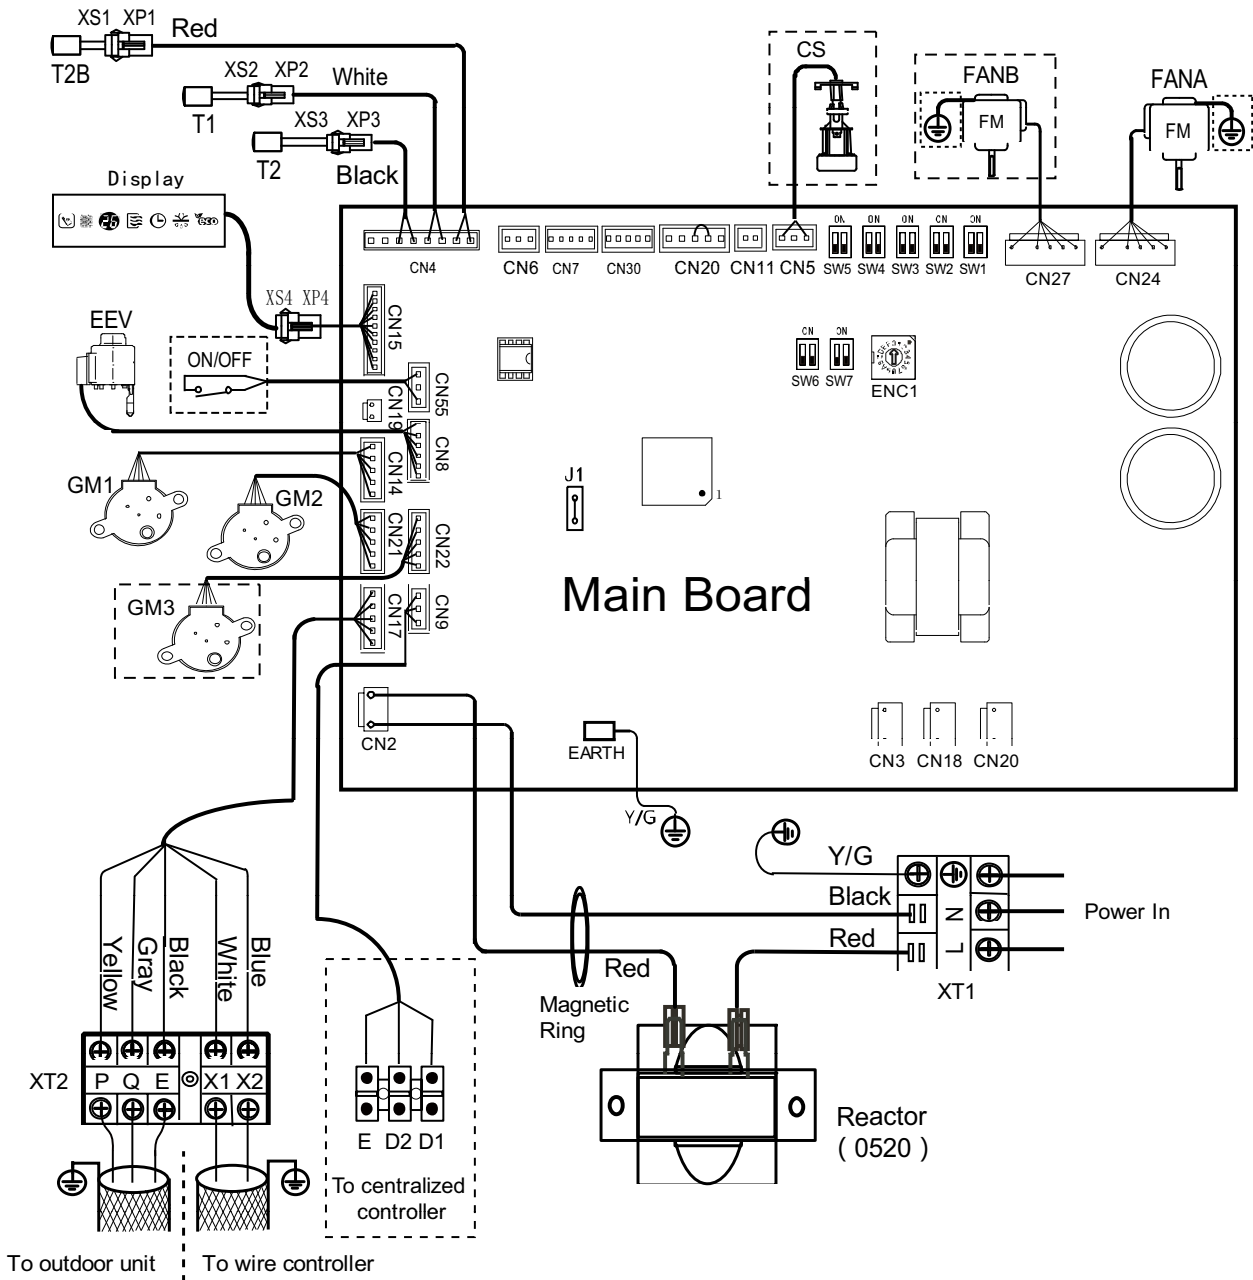 XS1 XP1
Red
T2B
XS2 XP2
White
T1
XS3 XP3
T2
Black
CS
FANB
FM
FANA
FM
Display
26
eco
CN4
CN6
CN7
CN30
CN20
CN11
CN5
SW5
SW4
SW3
SW2
SW1
CN27
CN24
XS4 XP4
CN15
EEV
ON/OFF
CN55
CN19
CN8
SW6
SW7
ENC1
GM1
CN14
GM2
J1
1
CN21
CN22
Main Board
GM3
CN17
CN9
CN2
EARTH
CN3
CN18
CN20
Y/G
Y/G
Black
N
Power In
Red
L
XT1
Yellow
Gray
Black
White
Blue
Red
Magnetic
Ring
XT2
P Q E X1 X2
Reactor
( 0520 )
E D2 D1
To centralized
controller
To outdoor unit
To wire controller